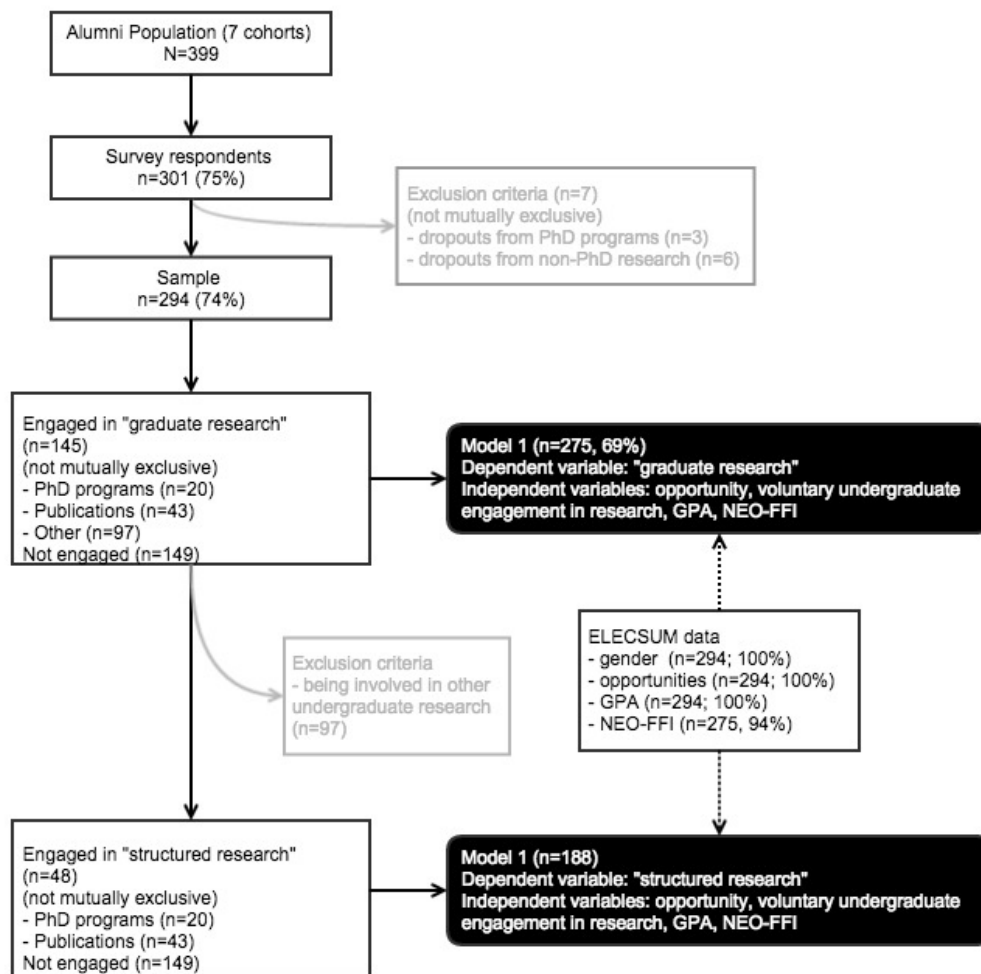 Alumni Population (7 cohorts)
N=399
Survey respondents
n=301 (75%)
Exclusion criteria (n=7)
(not mutually exclusive)
- dropouts from PhD programs (n=3)
- dropouts from non-PhD research (n=6)
Sample
n=294 (74%)
Engaged in "graduate research"
(n=145)
(not mutually exclusive)
- PhD programs (n=20)
- Publications (n=43)
- Other (n=97)
Not engaged (n=149)
Model 1 (n=275, 69%)
Dependent variable: "graduate research"
Independent variables: opportunity, voluntary undergraduate
engagement in research, GPA, NEO-FFI
ELECSUM data
- gender (n=294; 100%)
- opportunities (n=294; 100%)
- GPA (n=294; 100%)
- NEO-FFI (n=275, 94%)
Exclusion criteria
- being involved in other
undergraduate research
(n=97)
Engaged in "structured research"
(n=48)
(not mutually exclusive)
- PhD programs (n=20)
- Publications (n=43)
Not engaged (n=149)
Model 1 (n=188)
Dependent variable: "structured research"
Independent variables: opportunity, voluntary undergraduate
engagement in research, GPA, NEO-FFI